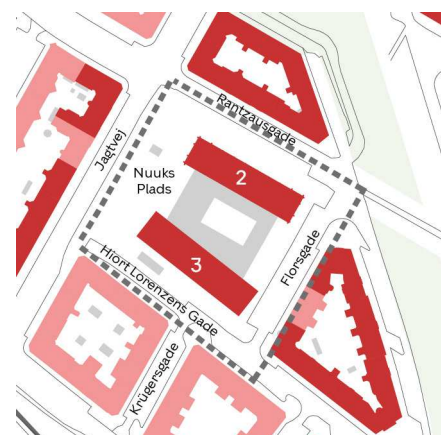 Rantzausgade
Jagtvej
Nuuks
Plads
2
3
Florsgade
Hiort Lorenzens Gade
Krügersgade